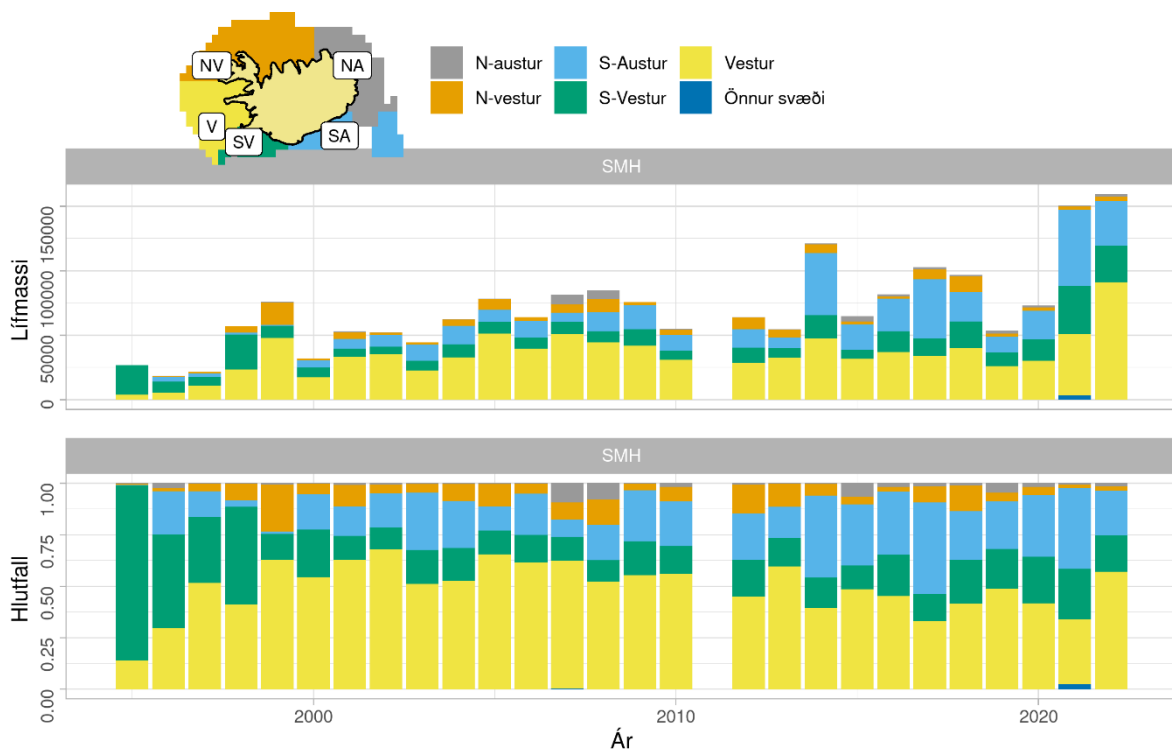 NV
NA
V
SV
SA
N-austur
S-Austur
Vestur
N-vestur
S-Vestur
Önnur svæði
SMH
Lífmassi
150000
100000
50000
0
SMH
Hlutfall
1.00
0.75
0.50
0.25
0.00
2000
2010
2020
Ár